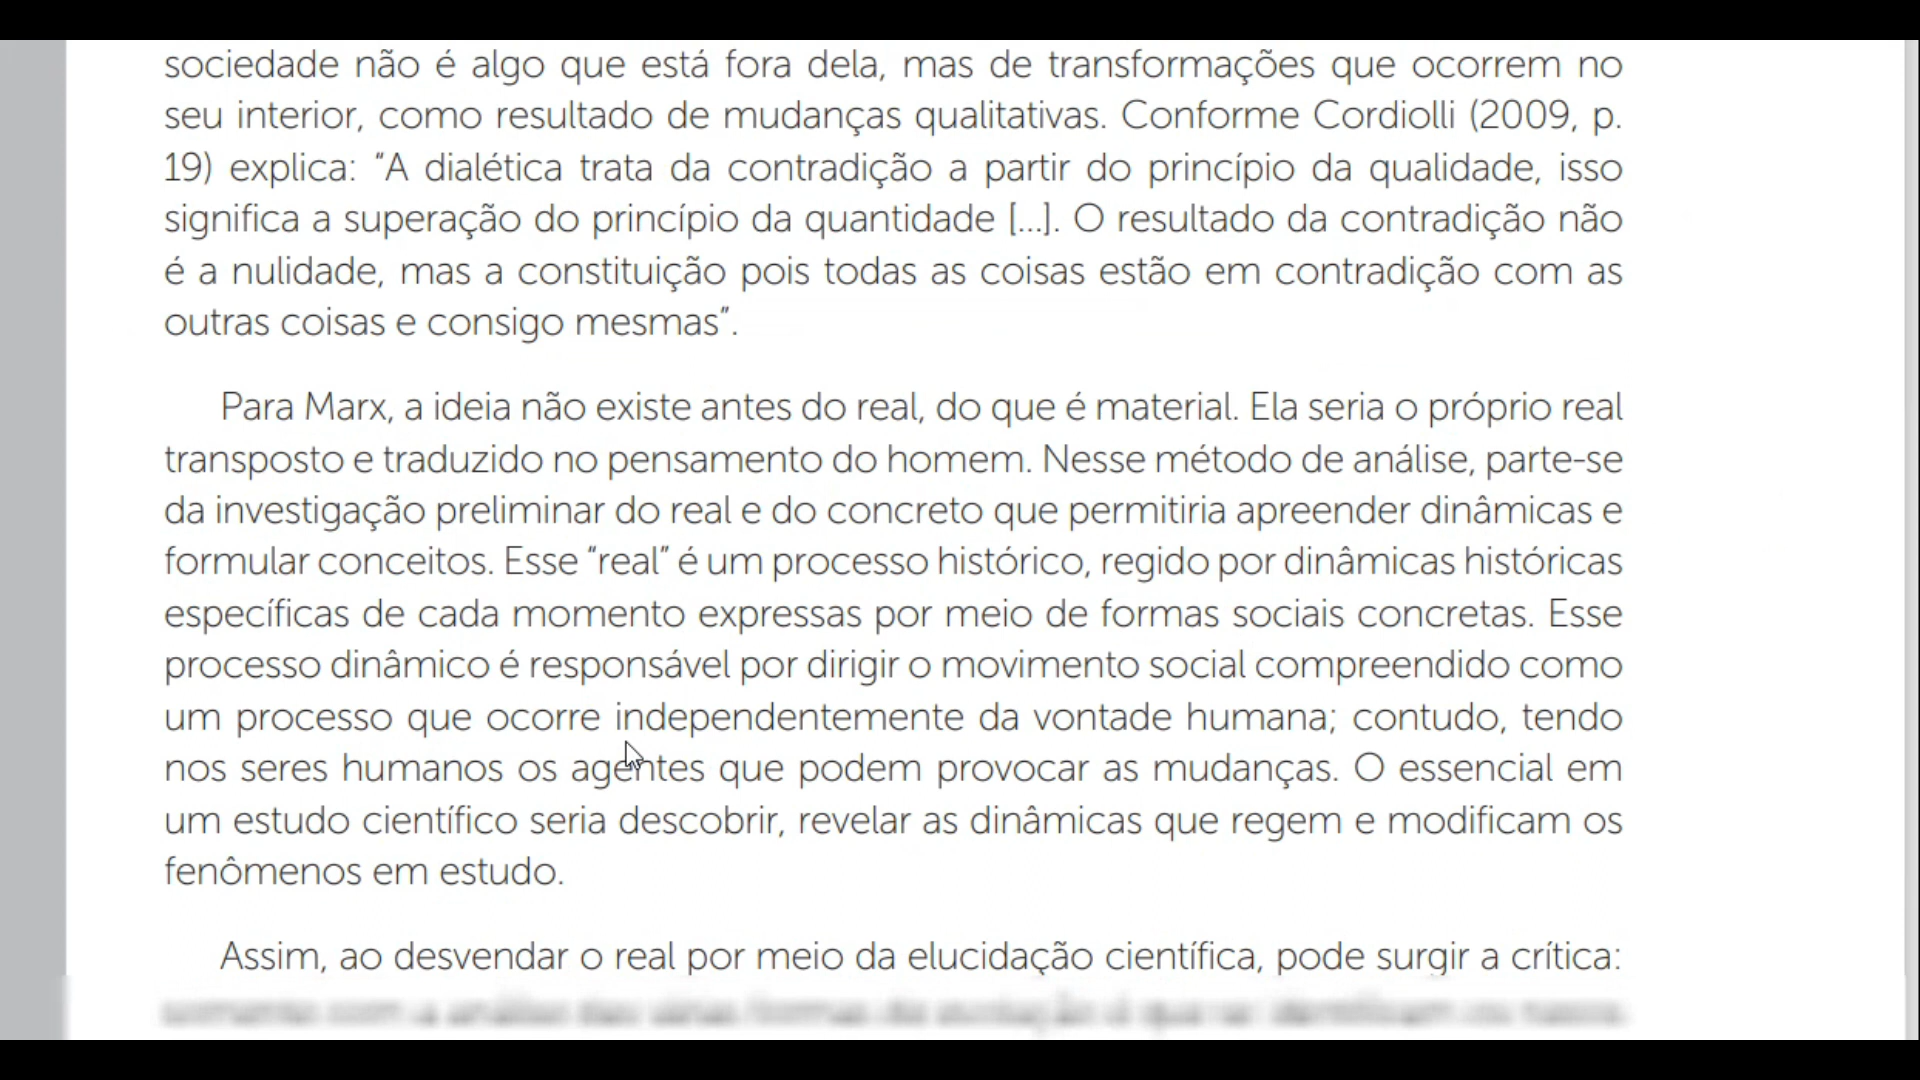 sociedade não é algo que está fora dela, mas de transformações que ocorrem no
seu interior, como resultado de mudanças qualitativas. Conforme Cordiolli (2009, p.
19) explica: “A dialética trata da contradição a partir do princípio da qualidade, isso
significa a superação do princípio da quantidade [...]. O resultado da contradição não
é a nulidade, mas a constituição pois todas as coisas estão em contradição com as
outras coisas e consigo mesmas”.
Para Marx, a ideia não existe antes do real, do que é material. Ela seria o próprio real
transposto e traduzido no pensamento do homem. Nesse método de análise, parte-se
da investigação preliminar do real e do concreto que permitiria apreender dinâmicas e
formular conceitos. Esse “real” é um processo histórico, regido por dinâmicas históricas
específicas de cada momento expressas por meio de formas sociais concretas. Esse
processo dinâmico é responsável por dirigir o movimento social compreendido como
um processo que ocorre independentemente da vontade humana; contudo, tendo
nos seres humanos os agentes que podem provocar as mudanças. O essencial em
um estudo científico seria descobrir, revelar as dinâmicas que regem e modificam os
fenômenos em estudo.
Assim, ao desvendar o real por meio da elucidação científica, pode surgir a crítica: